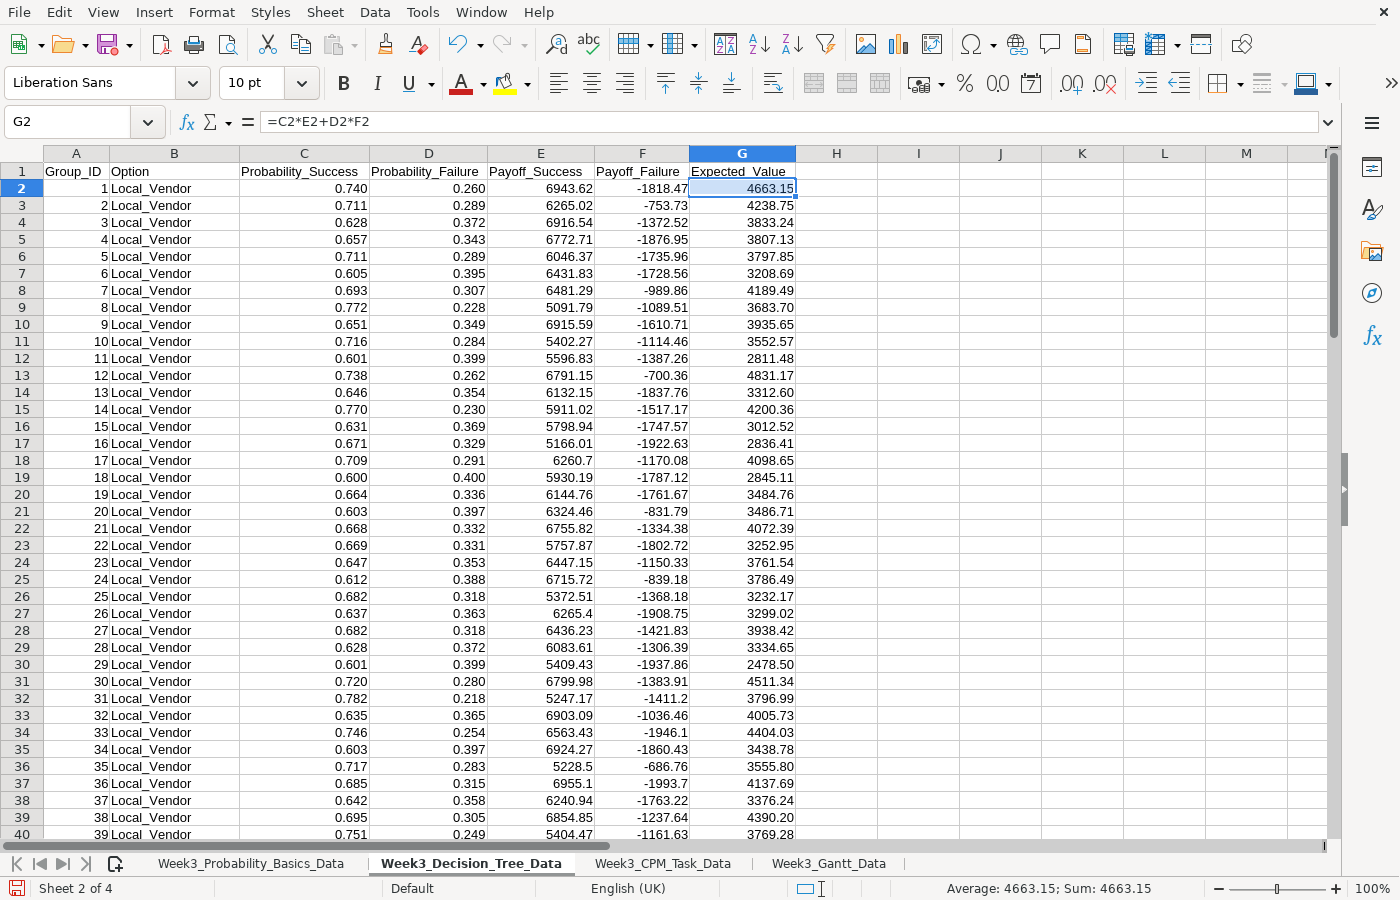 File Edit View Insert Format Styles Sheet Data Tools Window Help
Liberation Sans 10 pt
G2 =C2*E2+D2*F2
A B C D E F G H I J K L M
1 Group_ID Option Probability_Success Probability_Failure Payoff_Success Payoff_Failure Expected_Value
2 1 Local_Vendor 0.740 0.260 6943.62 -1818.47 4663.15
3 2 Local_Vendor 0.711 0.289 6265.02 -753.73 4238.75
4 3 Local_Vendor 0.628 0.372 6916.54 -1372.52 3833.24
5 4 Local_Vendor 0.657 0.343 6772.71 -1876.95 3807.13
6 5 Local_Vendor 0.711 0.289 6046.37 -1735.96 3797.85
7 6 Local_Vendor 0.605 0.395 6431.83 -1728.56 3208.69
8 7 Local_Vendor 0.693 0.307 6481.29 -989.86 4189.49
9 8 Local_Vendor 0.772 0.228 5091.79 -1089.51 3683.70
10 9 Local_Vendor 0.651 0.349 6915.59 -1610.71 3935.65
11 10 Local_Vendor 0.716 0.284 5402.27 -1114.46 3552.57
12 11 Local_Vendor 0.601 0.399 5596.83 -1387.26 2811.48
13 12 Local_Vendor 0.738 0.262 6791.15 -700.36 4831.17
14 13 Local_Vendor 0.646 0.354 6132.15 -1837.76 3312.60
15 14 Local_Vendor 0.770 0.230 5911.02 -1517.17 4200.36
16 15 Local_Vendor 0.631 0.369 5798.94 -1747.57 3012.52
17 16 Local_Vendor 0.671 0.329 5166.01 -1922.63 2836.41
18 17 Local_Vendor 0.709 0.291 6260.7 -1170.08 4098.65
19 18 Local_Vendor 0.600 0.400 5930.19 -1787.12 2845.11
20 19 Local_Vendor 0.664 0.336 6144.76 -1761.67 3484.76
21 20 Local_Vendor 0.603 0.397 6324.46 -831.79 3486.71
22 21 Local_Vendor 0.668 0.332 6755.82 -1334.38 4072.39
23 22 Local_Vendor 0.669 0.331 5757.87 -1802.72 3252.95
24 23 Local_Vendor 0.647 0.353 6447.15 -1150.33 3761.54
25 24 Local_Vendor 0.612 0.388 6715.72 -839.18 3786.49
26 25 Local_Vendor 0.682 0.318 5372.51 -1368.18 3232.17
27 26 Local_Vendor 0.637 0.363 6265.4 -1908.75 3299.02
28 27 Local_Vendor 0.682 0.318 6436.23 -1421.83 3938.42
29 28 Local_Vendor 0.628 0.372 6083.61 -1306.39 3334.65
30 29 Local_Vendor 0.601 0.399 5409.43 -1937.86 2478.50
31 30 Local_Vendor 0.720 0.280 6799.98 -1383.91 4511.34
32 31 Local_Vendor 0.782 0.218 5247.17 -1411.2 3796.99
33 32 Local_Vendor 0.635 0.365 6903.09 -1036.46 4005.73
34 33 Local_Vendor 0.746 0.254 6563.43 -1946.1 4404.03
35 34 Local_Vendor 0.603 0.397 6924.27 -1860.43 3438.78
36 35 Local_Vendor 0.717 0.283 5228.5 -686.76 3555.80
37 36 Local_Vendor 0.685 0.315 6955.1 -1993.7 4137.69
38 37 Local_Vendor 0.642 0.358 6240.94 -1763.22 3376.24
39 38 Local_Vendor 0.695 0.305 6854.85 -1237.64 4390.20
40 39 Local_Vendor 0.751 0.249 5404.47 -1161.63 3769.28
Week3_Probability_Basics_Data Week3_Decision_Tree_Data Week3_CPM_Task_Data Week3_Gantt_Data
Sheet 2 of 4 Default English (UK) Average: 4663.15; Sum: 4663.15 100%